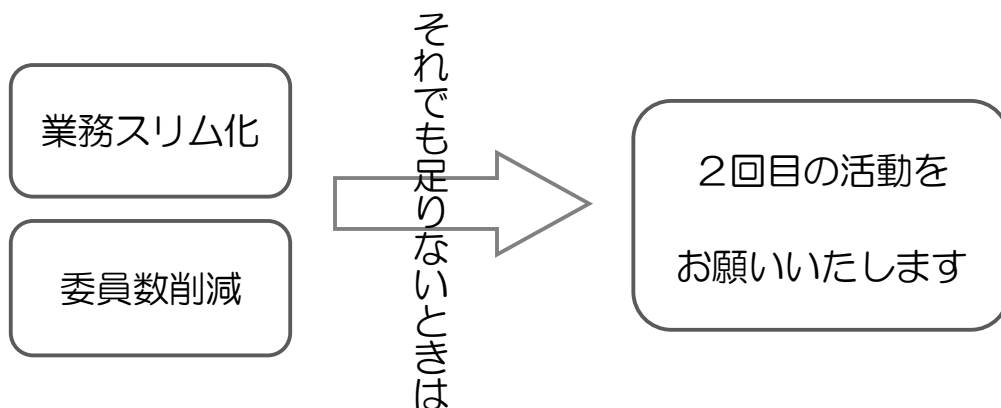 業務スリム化
委員数削減
それでも足りないときは
２回目の活動を
お願いいたします